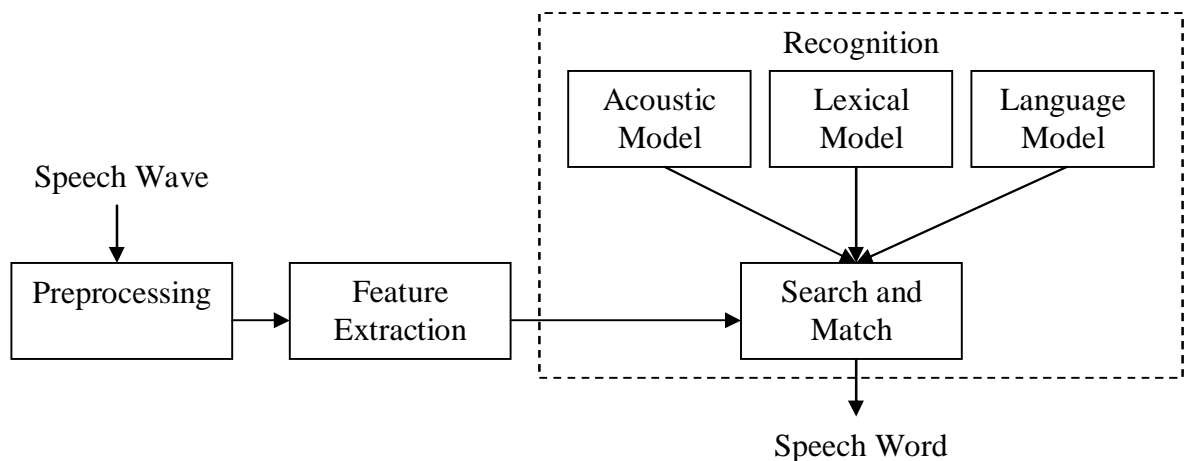 Recognition
Acoustic
Model
Lexical
Model
Language
Model
Speech Wave
Preprocessing
Feature
Extraction
Search and
Match
Speech Word